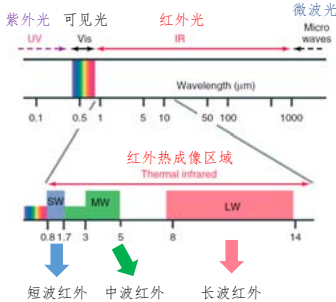 微波光
紫外光 可见光 红外光
UV Vis IR Micro waves
Wavelength (μm)
0.1 0.5 1 5 10 50 100 1000
红外热成像区域
Thermal infrared
SW MW LW
0.8 1.7 3 5 8 14
短波红外 中波红外 长波红外